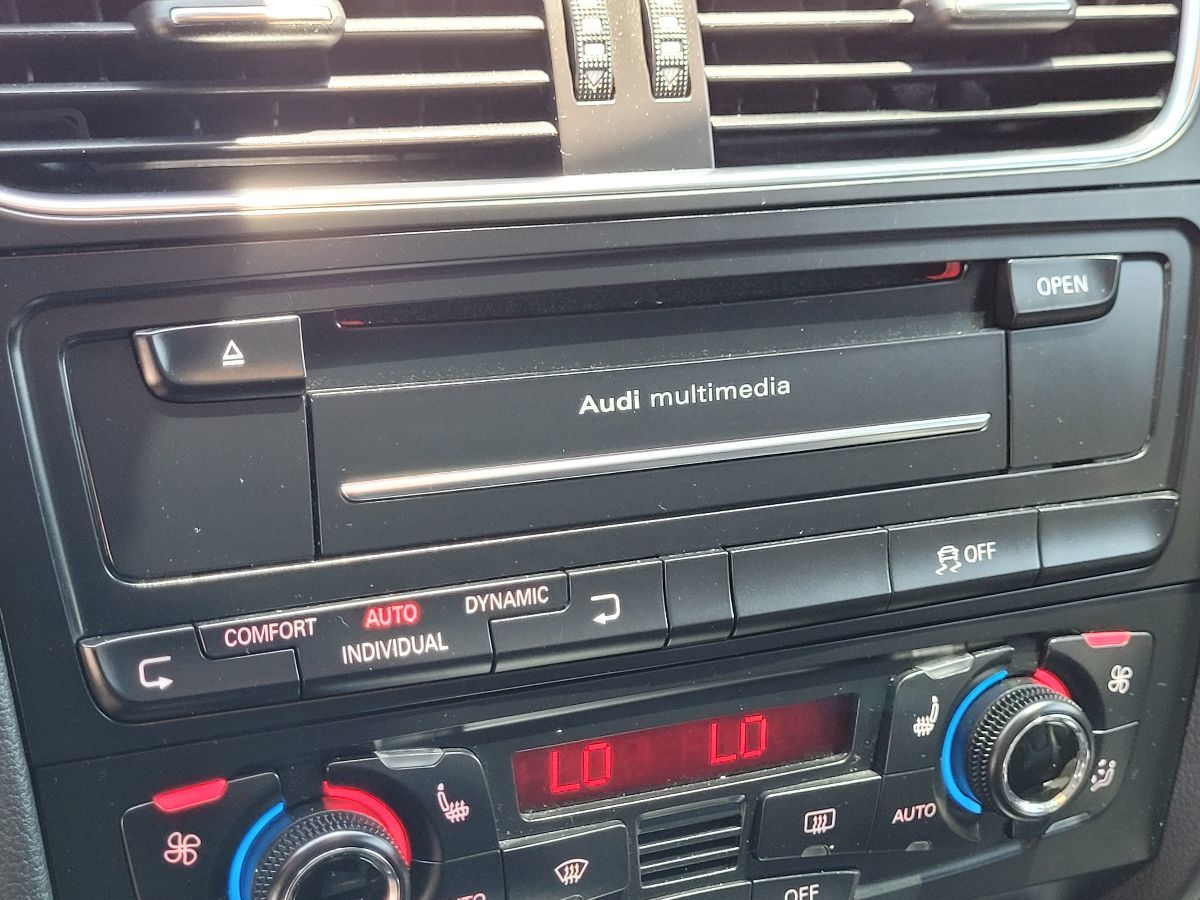 OPEN
Audi multimedia
OFF
COMFORT AUTO DYNAMIC
INDIVIDUAL
LO LO
AUTO
OFF